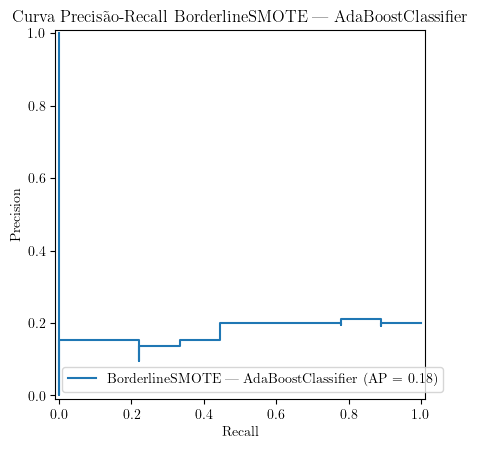 Curva Precisão-Recall BorderlineSMOTE — AdaBoostClassifier
1.0
0.8
0.6
0.4
0.2
0.0
Precision
BorderlineSMOTE — AdaBoostClassifier (AP = 0.18)
0.0 0.2 0.4 0.6 0.8 1.0
Recall